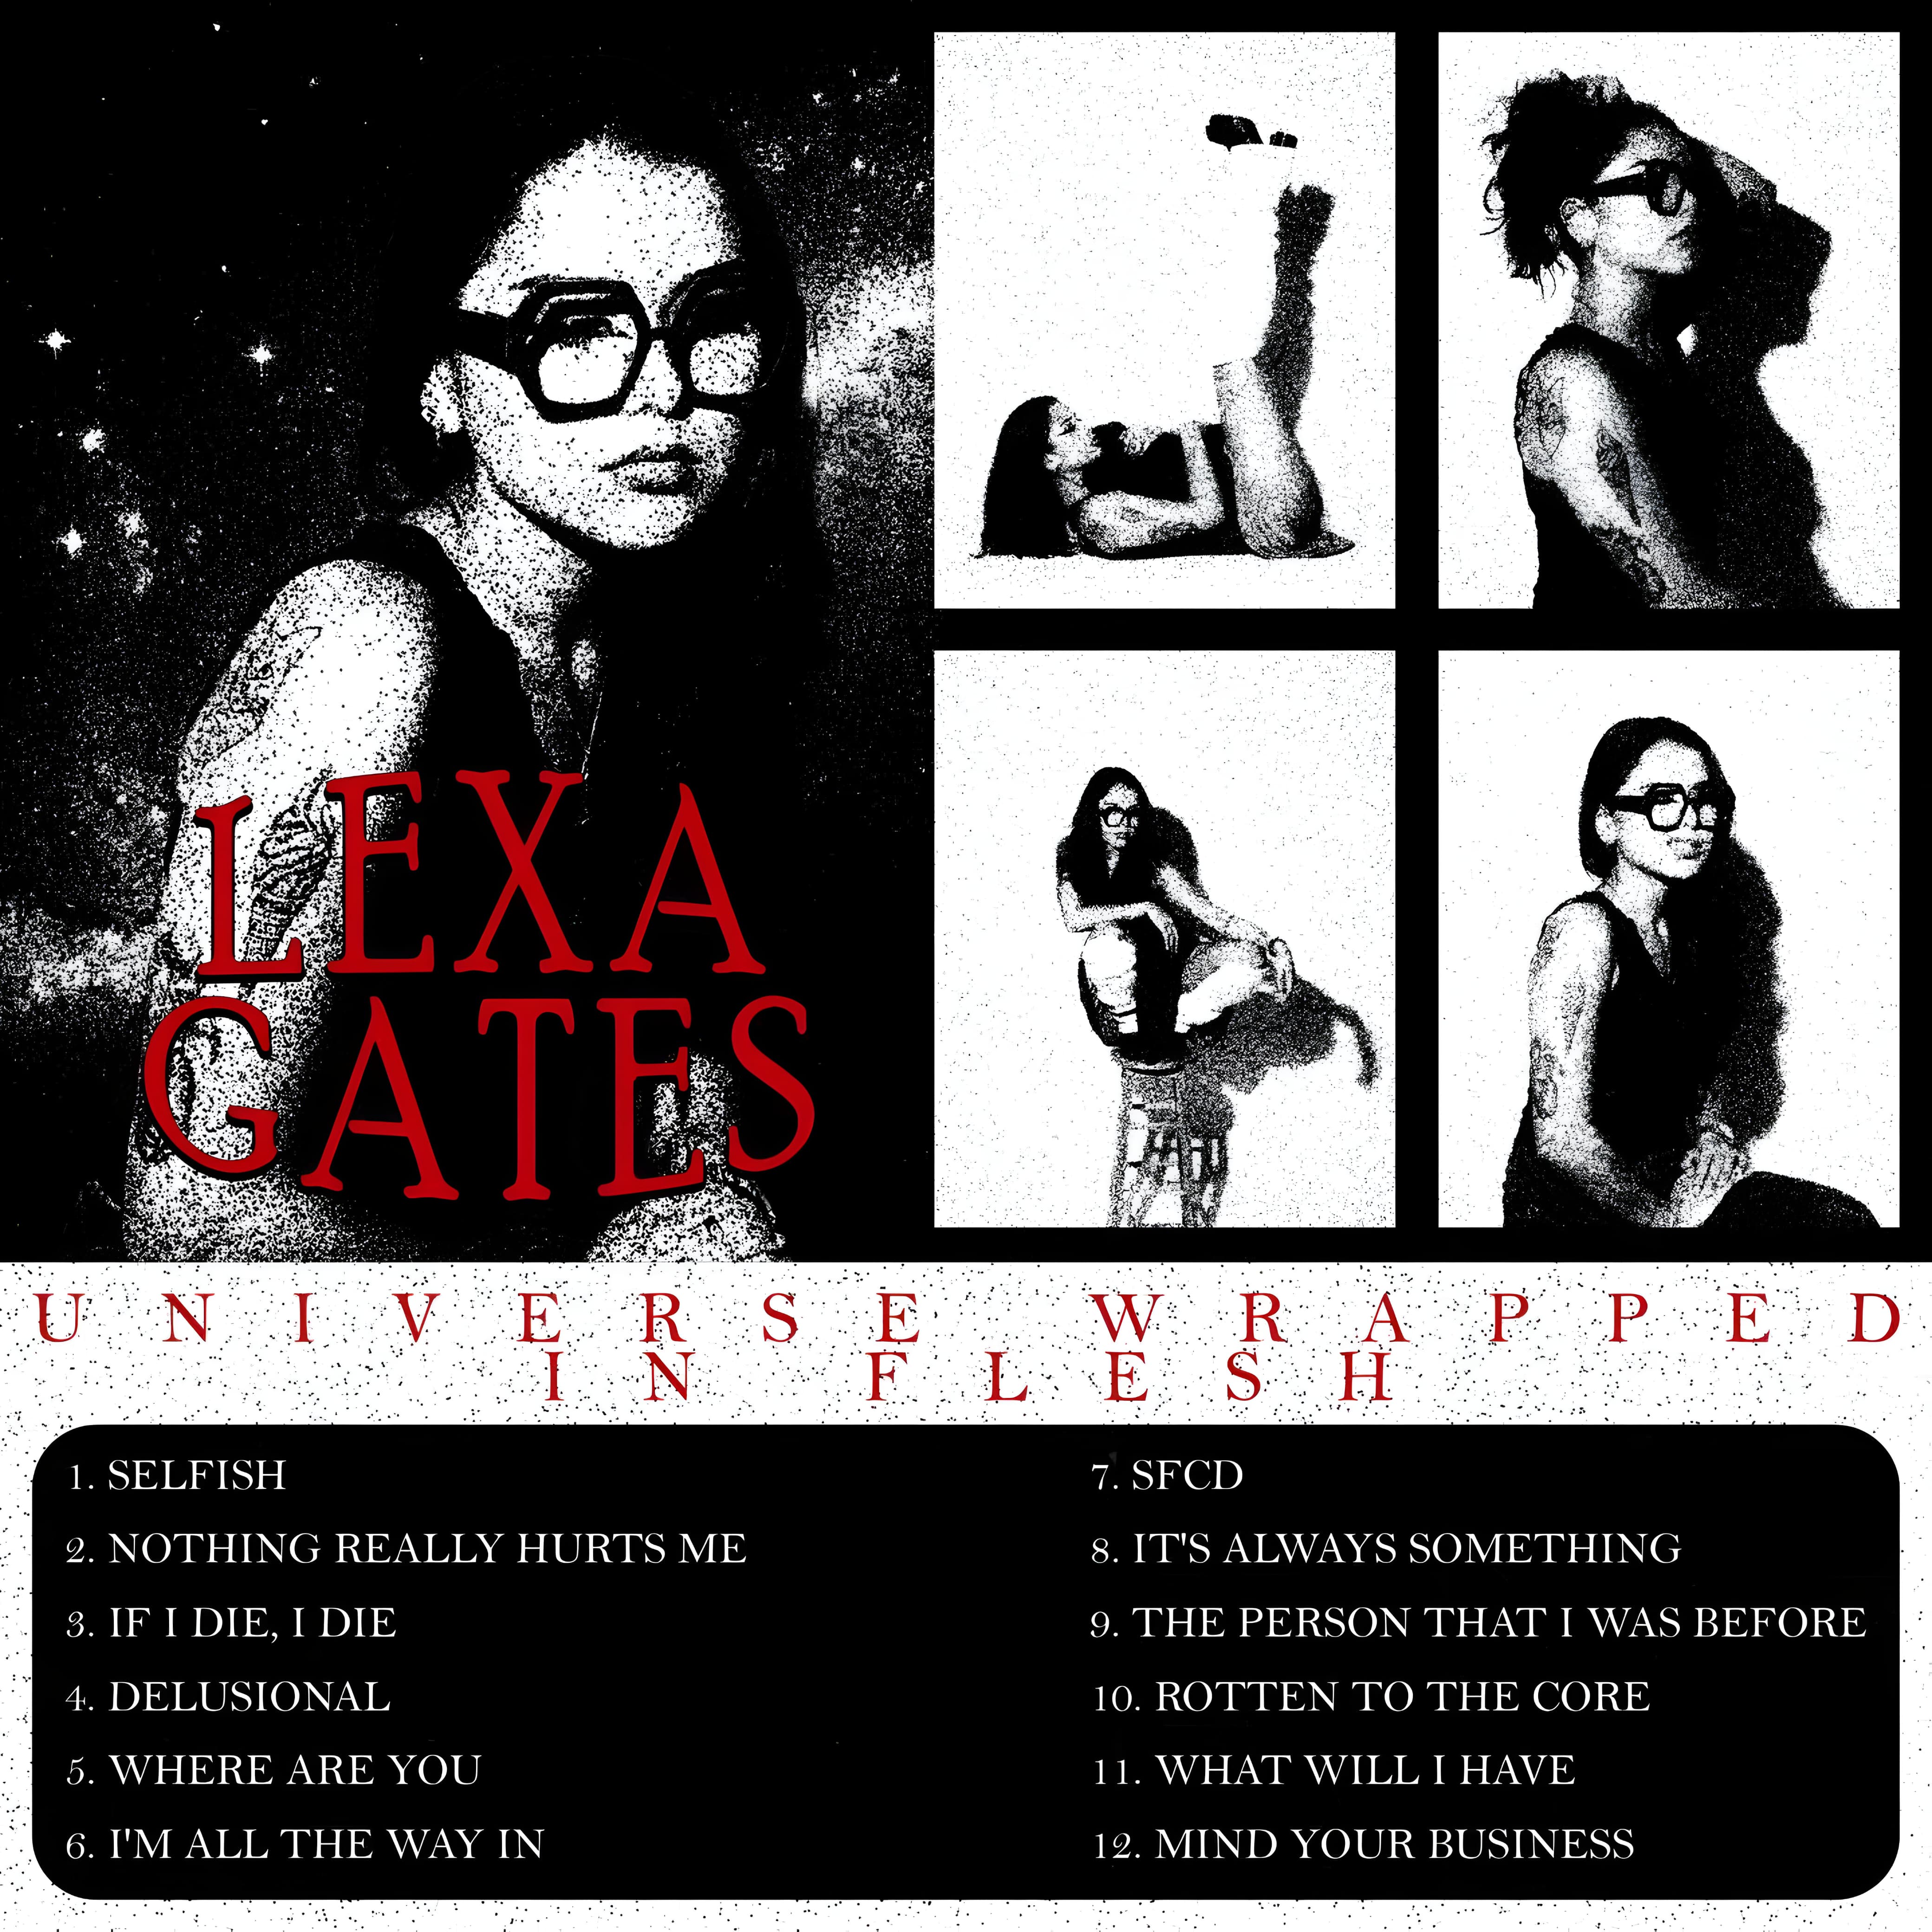 LEXA
GATES
UNIVERSE WRAPPED
IN FLESH
1. SELFISH
2. NOTHING REALLY HURTS ME
3. IF I DIE, I DIE
4. DELUSIONAL
5. WHERE ARE YOU
6. I'M ALL THE WAY IN
7. SFCD
8. IT'S ALWAYS SOMETHING
9. THE PERSON THAT I WAS BEFORE
10. ROTTEN TO THE CORE
11. WHAT WILL I HAVE
12. MIND YOUR BUSINESS